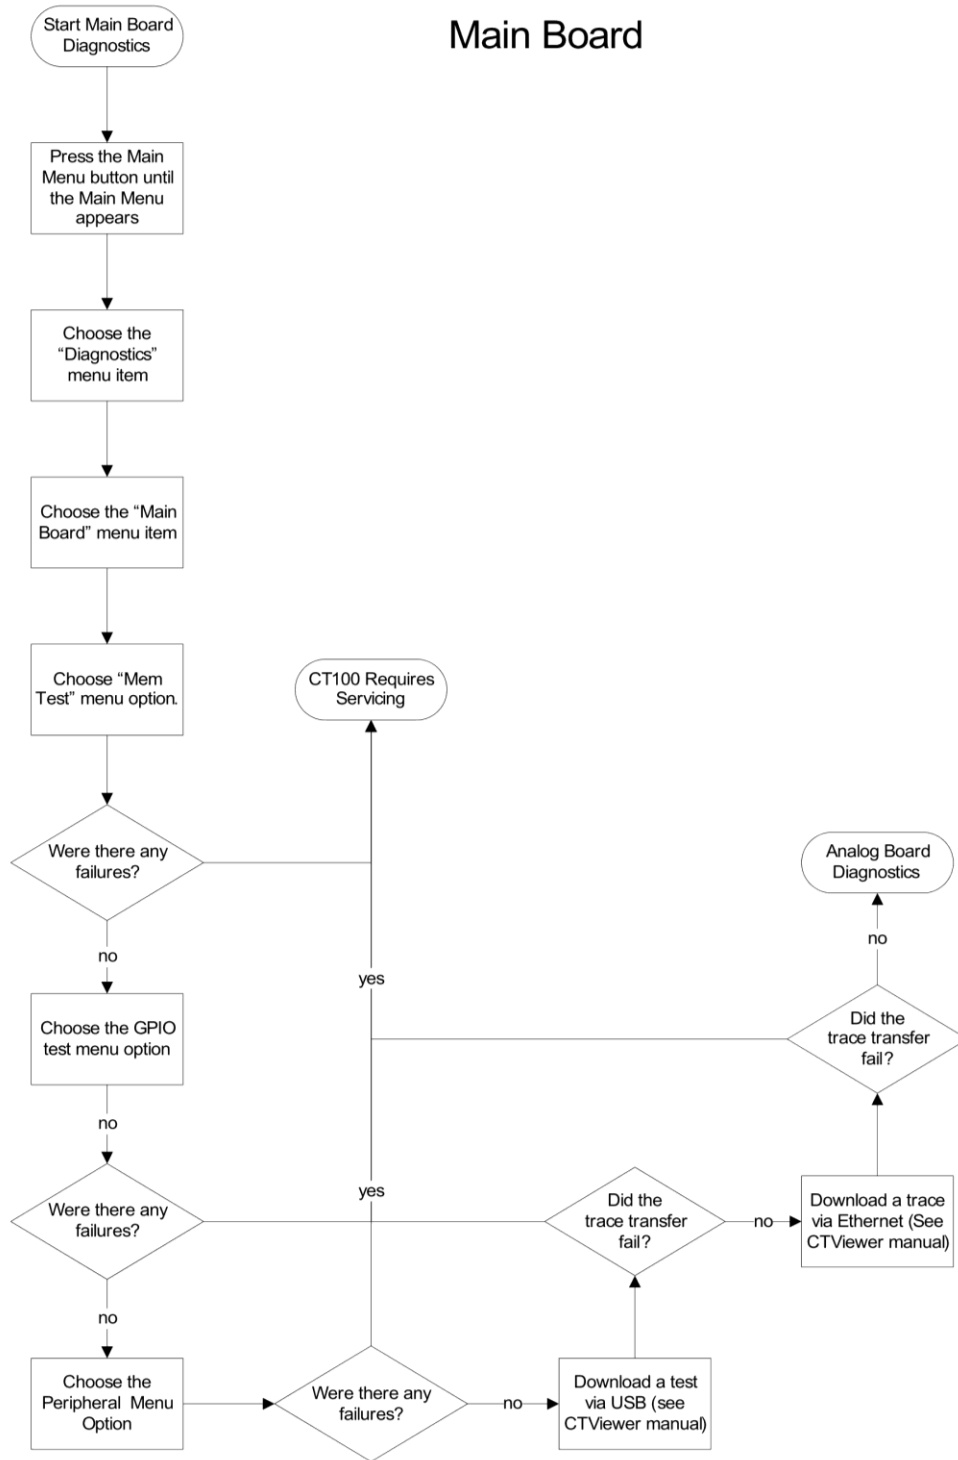 Main Board
Start Main Board
Diagnostics
Press the Main
Menu button until
the Main Menu
appears
Choose the
“Diagnostics”
menu item
Choose the “Main
Board” menu item
Choose “Mem
Test” menu option.
CT100 Requires
Servicing
Were there any
failures?
Analog Board
Diagnostics
no
no
yes
Choose the GPIO
test menu option
Did the
trace transfer
fail?
no
yes
Were there any
failures?
Did the
trace transfer
fail?
no
Download a trace
via Ethernet (See
CTViewer manual)
no
Choose the
Peripheral Menu
Option
Were there any
failures?
no
Download a test
via USB (see
CTViewer manual)